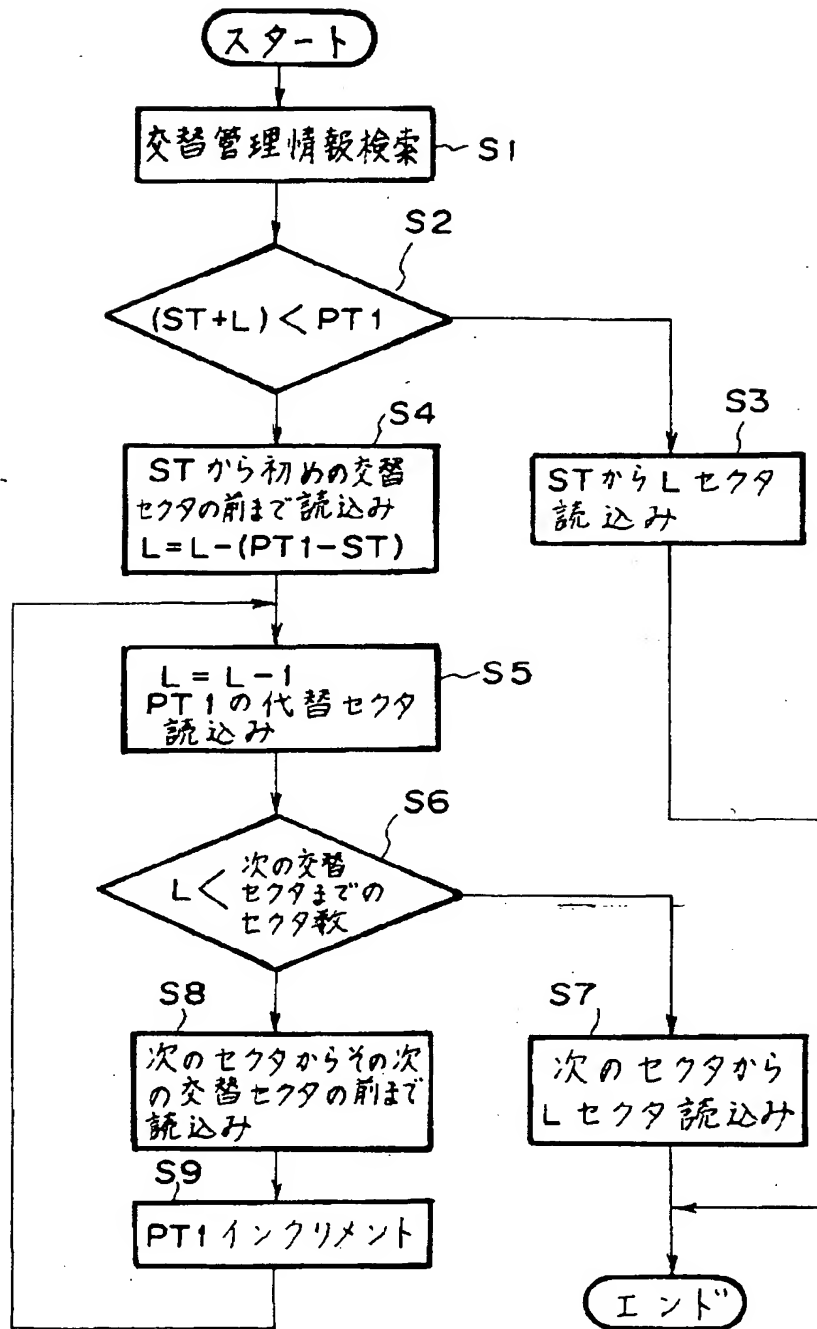 スタート
交替管理情報検索
S1
S2
(ST+L)<PT1
S4
STから初めの交替
セクタの前まで読込み
L=L-(PT1-ST)
S3
STからLセクタ
読込み
L=L-1
PT1の代替セクタ
読込み
S5
S6
L<
次の交替
セクタまでの
セクタ数
S8
次のセクタからその次
の交替セクタの前まで
読込み
S7
次のセクタから
Lセクタ読込み
S9
PT1インクリメント
エンド